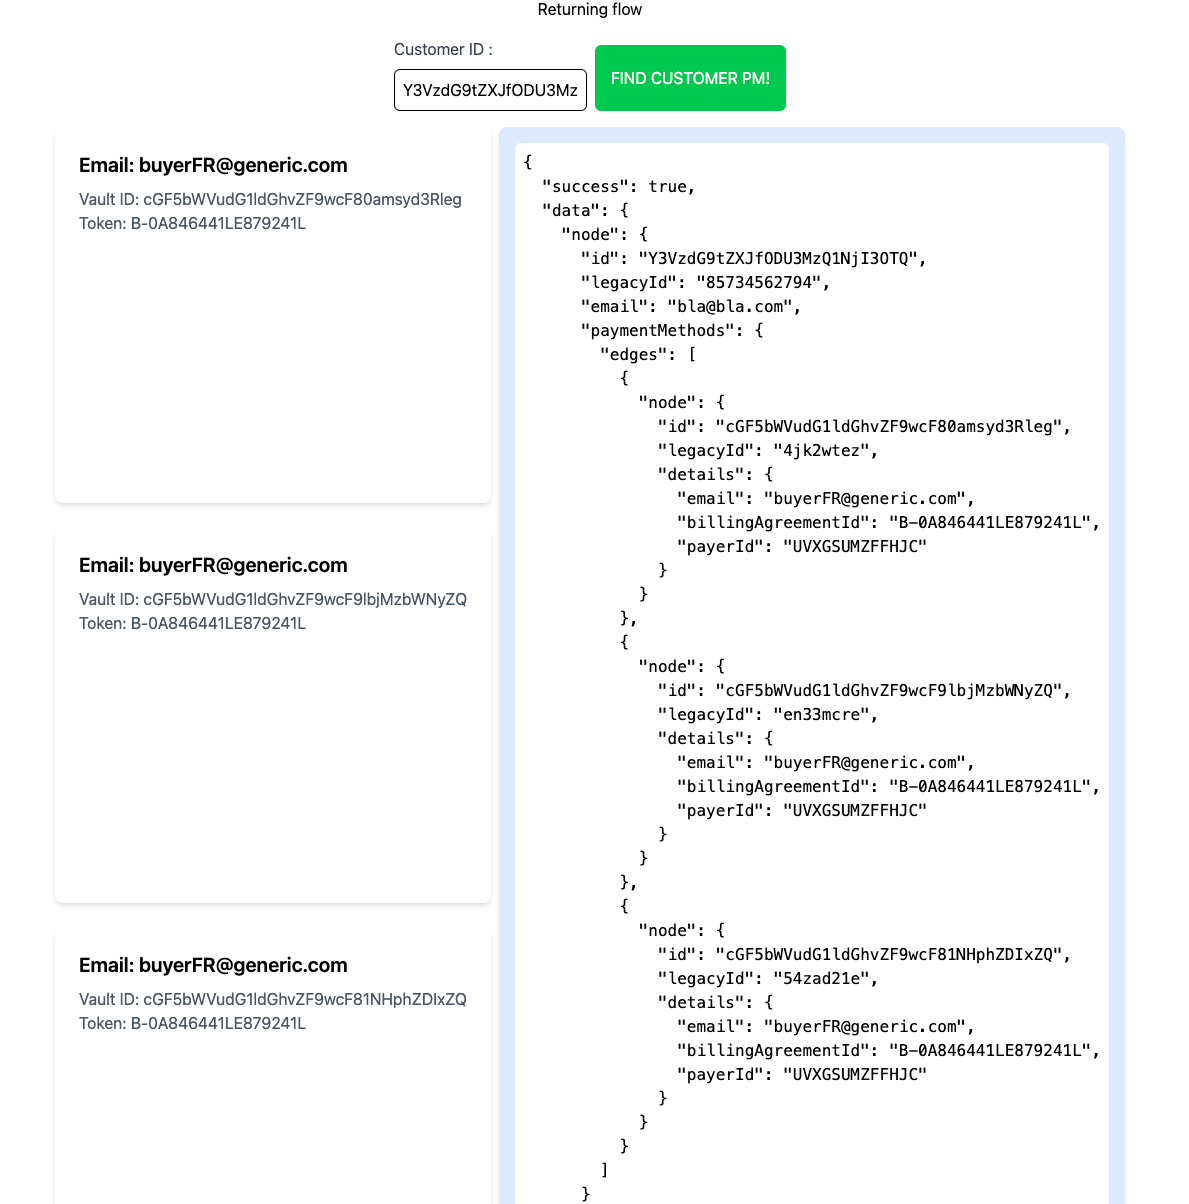 Returning flow
Customer ID :
Y3VzdG9tZXJfODU3Mz
FIND CUSTOMER PM!
Email: buyerFR@generic.com
Vault ID: cGF5bWVudG1ldGhvZF9wcF80amsyd3Rleg
Token: B-0A846441LE879241L
Email: buyerFR@generic.com
Vault ID: cGF5bWVudG1ldGhvZF9wcF9lbjMzbWNyZQ
Token: B-0A846441LE879241L
Email: buyerFR@generic.com
Vault ID: cGF5bWVudG1ldGhvZF9wcF81NHphZDIxZQ
Token: B-0A846441LE879241L
{
  "success": true,
  "data": {
    "node": {
      "id": "Y3VzdG9tZXJfODU3MzQ1NjI3OTQ",
      "legacyId": "85734562794",
      "email": "bla@bla.com",
      "paymentMethods": {
        "edges": [
          {
            "node": {
              "id": "cGF5bWVudG1ldGhvZF9wcF80amsyd3Rleg",
              "legacyId": "4jk2wtez",
              "details": {
                "email": "buyerFR@generic.com",
                "billingAgreementId": "B-0A846441LE879241L",
                "payerId": "UVXGSUMZFFHJC"
              }
            }
          },
          {
            "node": {
              "id": "cGF5bWVudG1ldGhvZF9wcF9lbjMzbWNyZQ",
              "legacyId": "en33mcre",
              "details": {
                "email": "buyerFR@generic.com",
                "billingAgreementId": "B-0A846441LE879241L",
                "payerId": "UVXGSUMZFFHJC"
              }
            }
          },
          {
            "node": {
              "id": "cGF5bWVudG1ldGhvZF9wcF81NHphZDIxZQ",
              "legacyId": "54zad21e",
              "details": {
                "email": "buyerFR@generic.com",
                "billingAgreementId": "B-0A846441LE879241L",
                "payerId": "UVXGSUMZFFHJC"
              }
            }
          }
        ]
      }